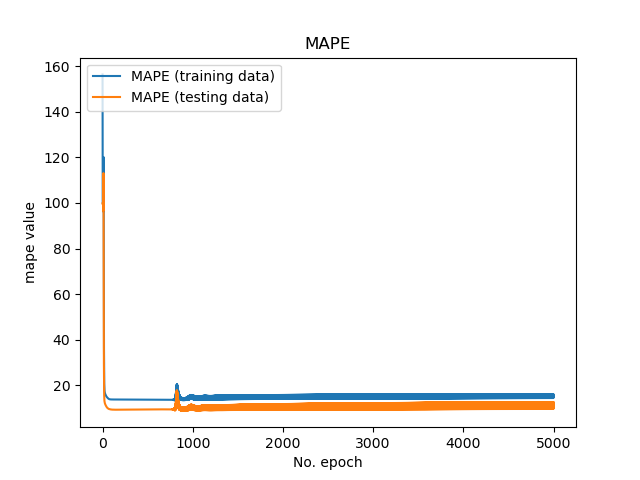 MAPE
MAPE (training data)
MAPE (testing data)
160
140
120
100
80
60
40
20
mape value
0
1000
2000
3000
4000
5000
No. epoch